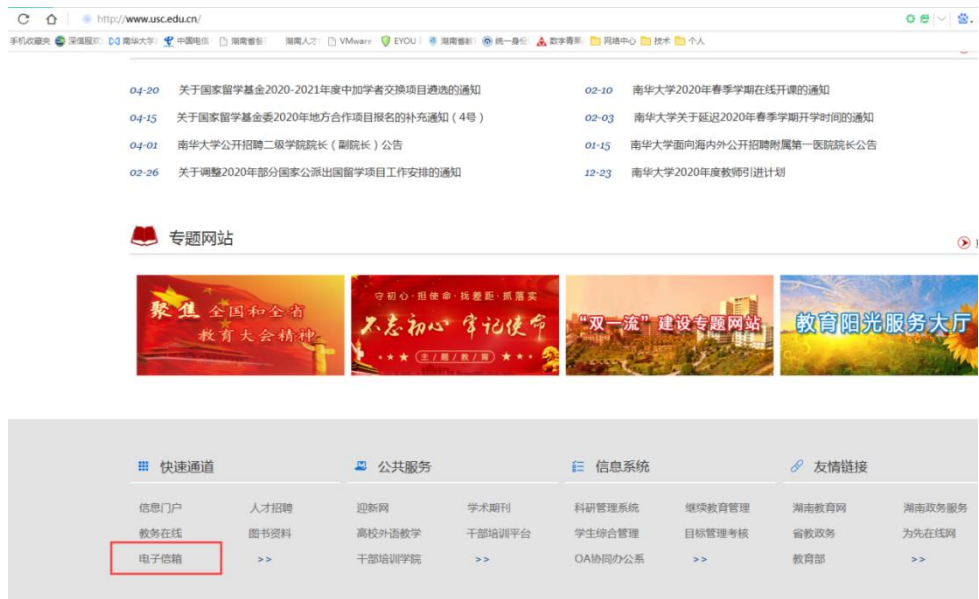 http://www.usc.edu.cn/
手机收藏夹 深信服双 南华大学 中国电信 湖南省教 湖南人才 VMware EYOU 湖南省教 统一身份 数字菁英 网络中心 技术 个人
04-20 关于国家留学基金2020-2021年度中加学者交换项目遴选的通知
02-10 南华大学2020年春季学期在线开课的通知
04-15 关于国家留学基金委2020年地方合作项目报名的补充通知（4号）
02-03 南华大学关于延迟2020年春季学期开学时间的通知
04-01 南华大学公开招聘二级学院院长（副院长）公告
01-15 南华大学面向海内外公开招聘附属第一医院院长公告
02-26 关于调整2020年部分国家公派出国留学项目工作安排的通知
12-23 南华大学2020年度教师引进计划
专题网站
聚焦 全国和全省
教育大会精神
守初心·担使命·找差距·抓落实
不忘初心 牢记使命
主/题/教/育
“双一流”建设专题网站
教育阳光服务大厅
快速通道 公共服务 信息系统 友情链接
信息门户 人才招聘 迎新网 学术期刊 科研管理系统 继续教育管理 湖南教育网 湖南政务服务
教务在线 图书资料 高校外语教学 干部培训平台 学生综合管理 目标管理考核 省教政务 为先在线网
电子信箱 >> 干部培训学院 >> OA协同办公系 >> 教育部 >>